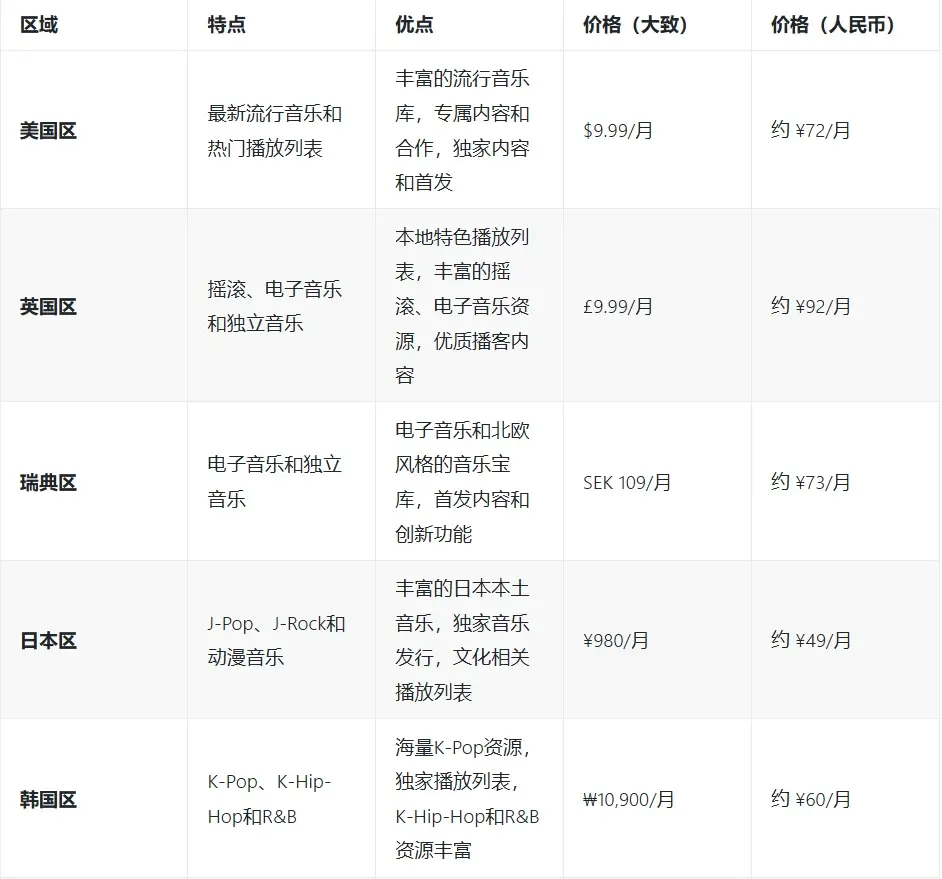 区域
特点
优点
价格（大致）
价格（人民币）
美国区
最新流行音乐和
热门播放列表
丰富的流行音乐
库，专属内容和
合作，独家内容
和首发
$9.99/月
约 ¥72/月
英国区
摇滚、电子音乐
和独立音乐
本地特色播放列
表，丰富的摇
滚、电子音乐资
源，优质播客内
容
£9.99/月
约 ¥92/月
瑞典区
电子音乐和独立
音乐
电子音乐和北欧
风格的音乐宝
库，首发内容和
创新功能
SEK 109/月
约 ¥73/月
日本区
J-Pop、J-Rock和
动漫音乐
丰富的日本本土
音乐，独家音乐
发行，文化相关
播放列表
¥980/月
约 ¥49/月
韩国区
K-Pop、K-Hip-
Hop和R&B
海量K-Pop资源，
独家播放列表，
K-Hip-Hop和R&B
资源丰富
₩10,900/月
约 ¥60/月